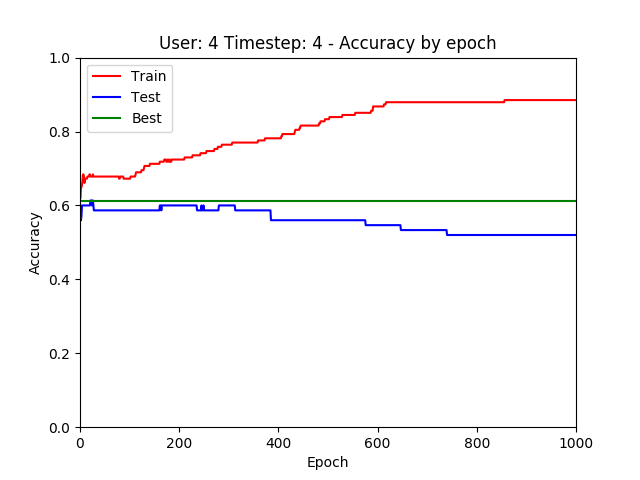 User: 4 Timestep: 4 - Accuracy by epoch
1.0
0.8
0.6
0.4
0.2
0.0
Accuracy
Train
Test
Best
0 200 400 600 800 1000
Epoch